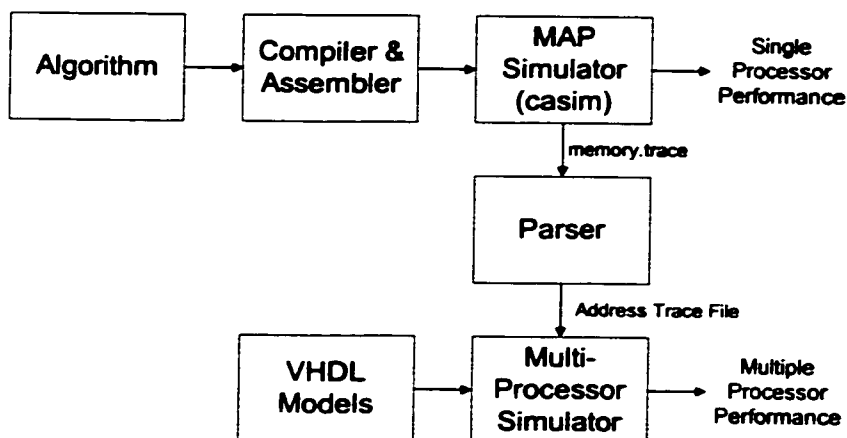 Algorithm
Compiler &
Assembler
MAP
Simulator
(casim)
Single
Processor
Performance
memory.trace
Parser
Address Trace File
VHDL
Models
Multi-
Processor
Simulator
Multiple
Processor
Performance